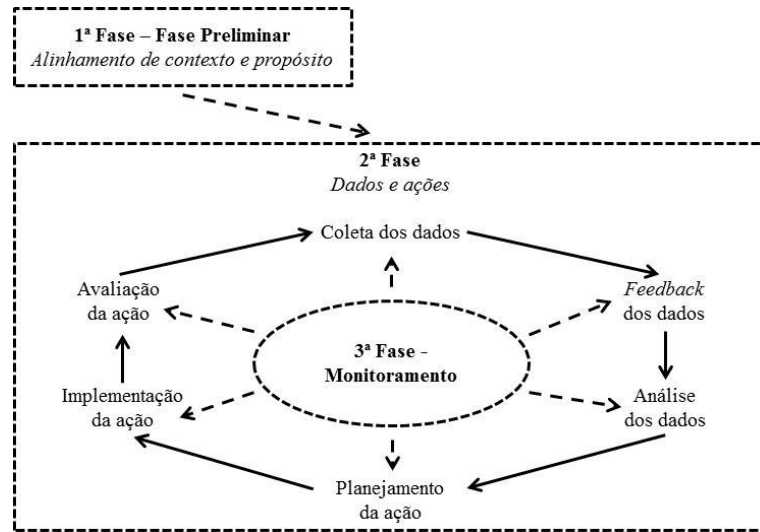 1ª Fase – Fase Preliminar
Alinhamento de contexto e propósito
2ª Fase
Dados e ações
Coleta dos dados
Avaliação
da ação
Feedback
dos dados
3ª Fase -
Monitoramento
Implementação
da ação
Análise
dos dados
Planejamento
da ação